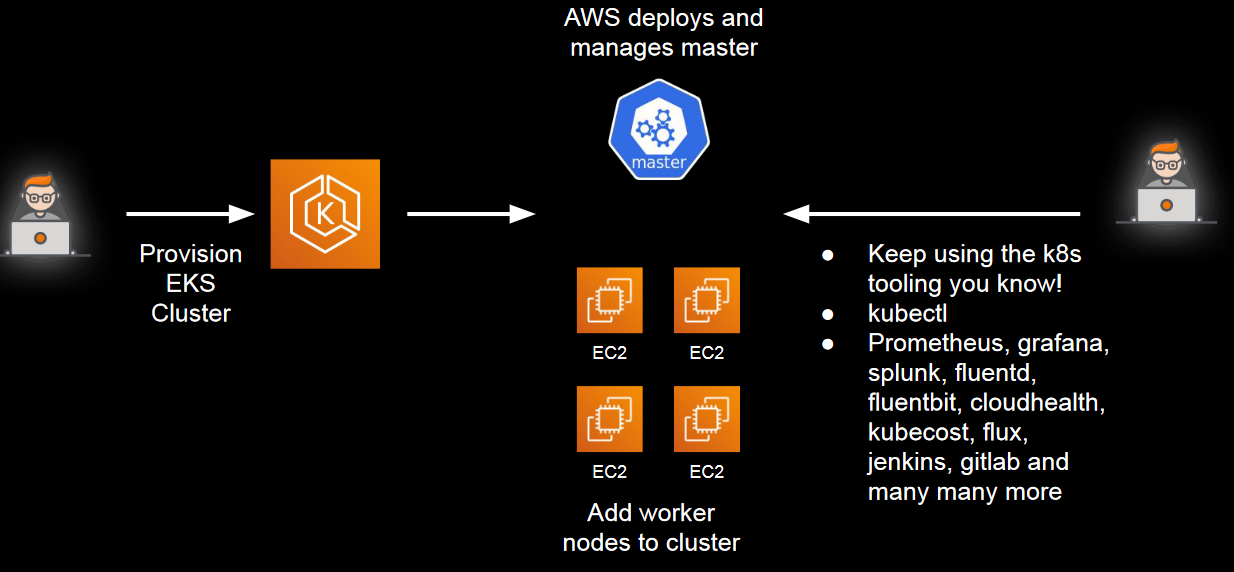 AWS deploys and
manages master
master
Provision
EKS
Cluster
K
EC2
EC2
EC2
EC2
Add worker
nodes to cluster
● Keep using the k8s
tooling you know!
● kubectl
● Prometheus, grafana,
splunk, fluentd,
fluentbit, cloudhealth,
kubecost, flux,
jenkins, gitlab and
many many more